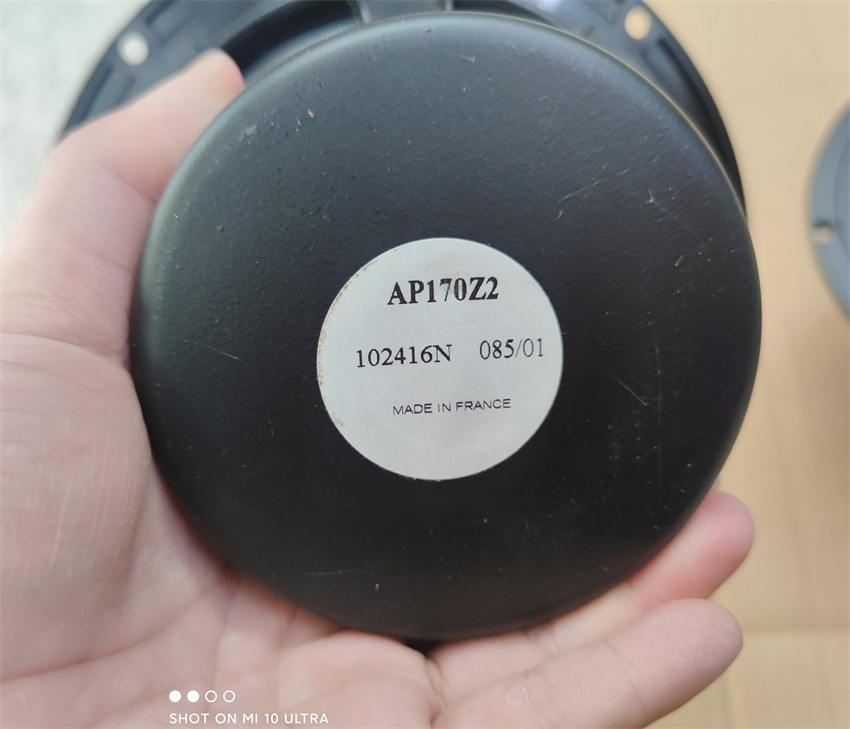 AP170Z2
102416N 085/01
MADE IN FRANCE
SHOT ON MI 10 ULTRA